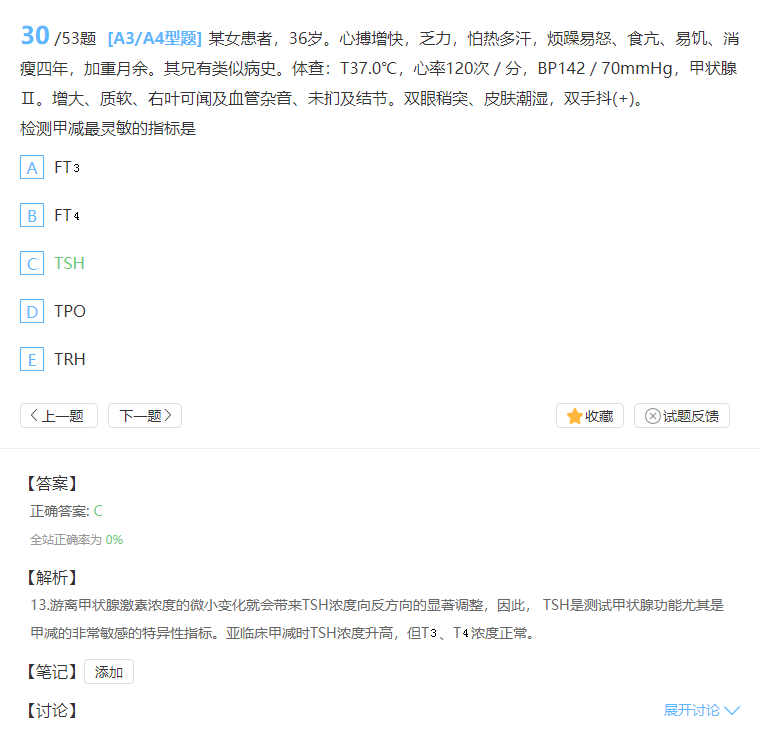 30 /53题 [A3/A4型题] 某女患者，36岁。心搏增快，乏力，怕热多汗，烦躁易怒、食亢、易饥、消
瘦四年，加重月余。其兄有类似病史。体查：T37.0℃，心率120次／分，BP142／70mmHg，甲状腺
Ⅱ。增大、质软、右叶可闻及血管杂音、未扪及结节。双眼稍突、皮肤潮湿，双手抖(+)。
检测甲减最灵敏的指标是
A FT3
B FT4
C TSH
D TPO
E TRH
上一题 下一题 收藏 试题反馈
【答案】
正确答案: C
全站正确率为 0%
【解析】
13.游离甲状腺激素浓度的微小变化就会带来TSH浓度向反方向的显著调整，因此， TSH是测试甲状腺功能尤其是
甲减的非常敏感的特异性指标。亚临床甲减时TSH浓度升高，但T3、T4浓度正常。
【笔记】 添加
【讨论】 展开讨论